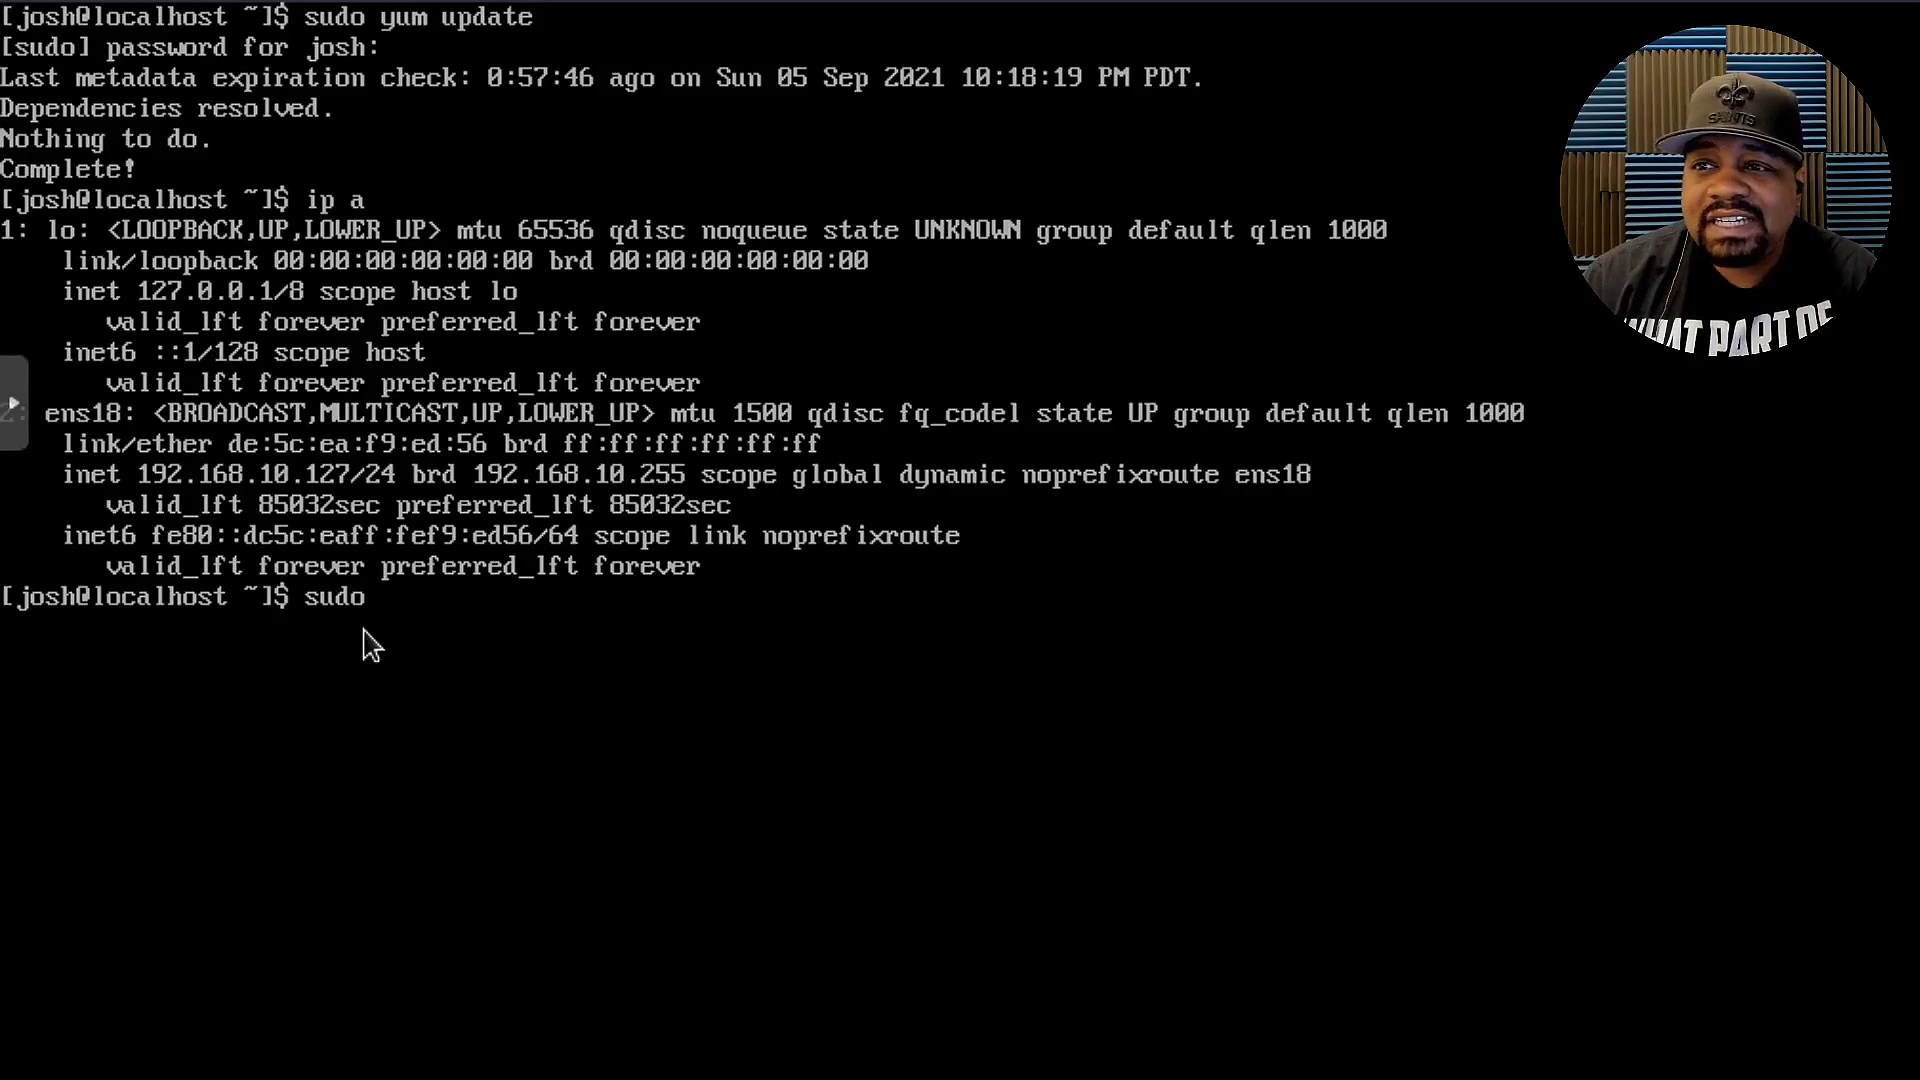 [josh@localhost ~]$ sudo yum update
[sudo] password for josh:
Last metadata expiration check: 0:57:46 ago on Sun 05 Sep 2021 10:18:19 PM PDT.
Dependencies resolved.
Nothing to do.
Complete!
[josh@localhost ~]$ ip a
1: lo: <LOOPBACK,UP,LOWER_UP> mtu 65536 qdisc noqueue state UNKNOWN group default qlen 1000
    link/loopback 00:00:00:00:00:00 brd 00:00:00:00:00:00
    inet 127.0.0.1/8 scope host lo
       valid_lft forever preferred_lft forever
    inet6 ::1/128 scope host
       valid_lft forever preferred_lft forever
2: ens18: <BROADCAST,MULTICAST,UP,LOWER_UP> mtu 1500 qdisc fq_codel state UP group default qlen 1000
    link/ether de:5c:ea:f9:ed:56 brd ff:ff:ff:ff:ff:ff
    inet 192.168.10.127/24 brd 192.168.10.255 scope global dynamic noprefixroute ens18
       valid_lft 85032sec preferred_lft 85032sec
    inet6 fe80::dc5c:eaff:fef9:ed56/64 scope link noprefixroute
       valid_lft forever preferred_lft forever
[josh@localhost ~]$ sudo
SAINTS
WHAT PART OF